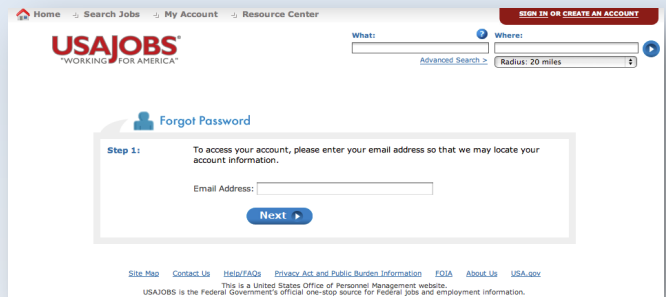 Home Search Jobs My Account Resource Center
SIGN IN OR CREATE AN ACCOUNT
USAJOBS
"WORKING FOR AMERICA"
What: ? Where:
Advanced Search > Radius: 20 miles
Forgot Password
Step 1: To access your account, please enter your email address so that we may locate your
account information.
Email Address:
Next
Site Map Contact Us Help/FAQs Privacy Act and Public Burden Information FOIA About Us USA.gov
This is a United States Office of Personnel Management website.
USAJOBS is the Federal Government's official one-stop source for Federal jobs and employment information.